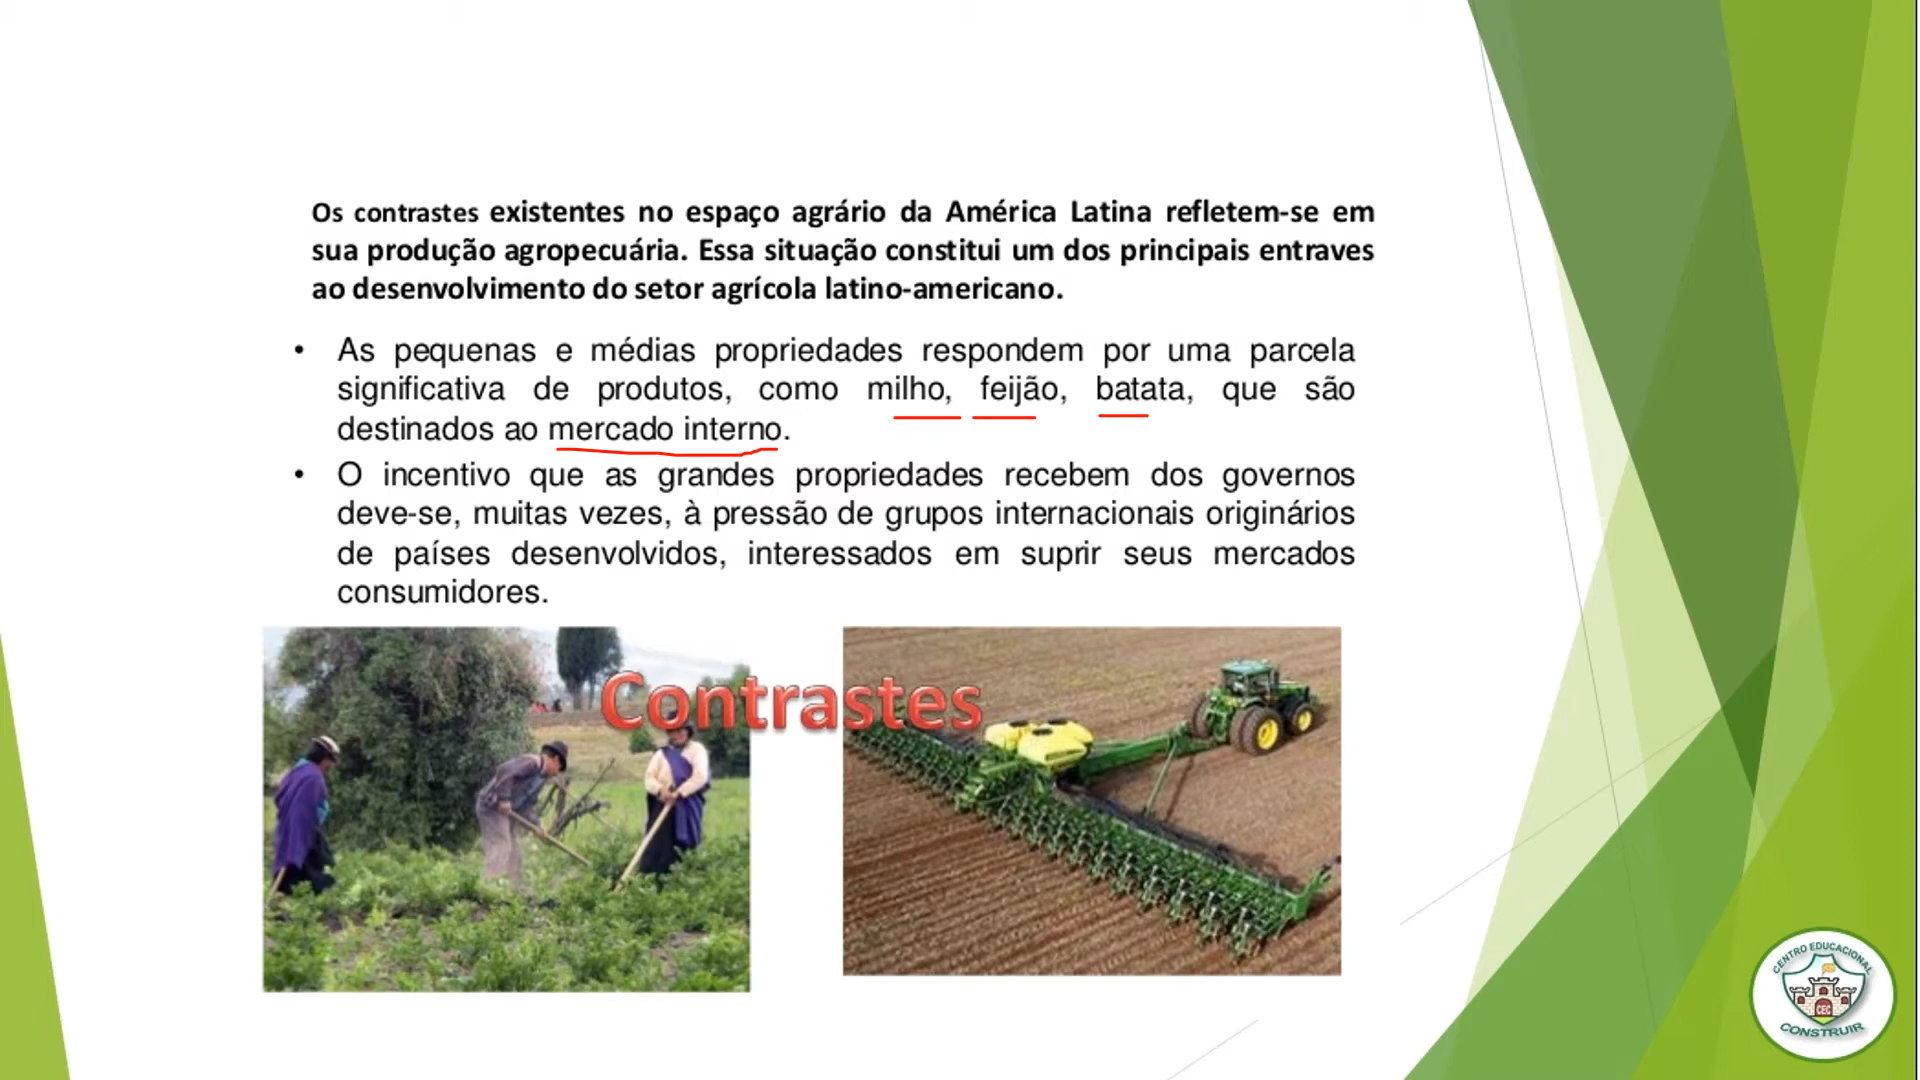 Os contrastes existentes no espaço agrário da América Latina refletem-se em
sua produção agropecuária. Essa situação constitui um dos principais entraves
ao desenvolvimento do setor agrícola latino-americano.
• As pequenas e médias propriedades respondem por uma parcela
significativa de produtos, como milho, feijão, batata, que são
destinados ao mercado interno.
• O incentivo que as grandes propriedades recebem dos governos
deve-se, muitas vezes, à pressão de grupos internacionais originários
de países desenvolvidos, interessados em suprir seus mercados
consumidores.
Contrastes
CENTRO EDUCACIONAL
CEC
CONSTRUIR